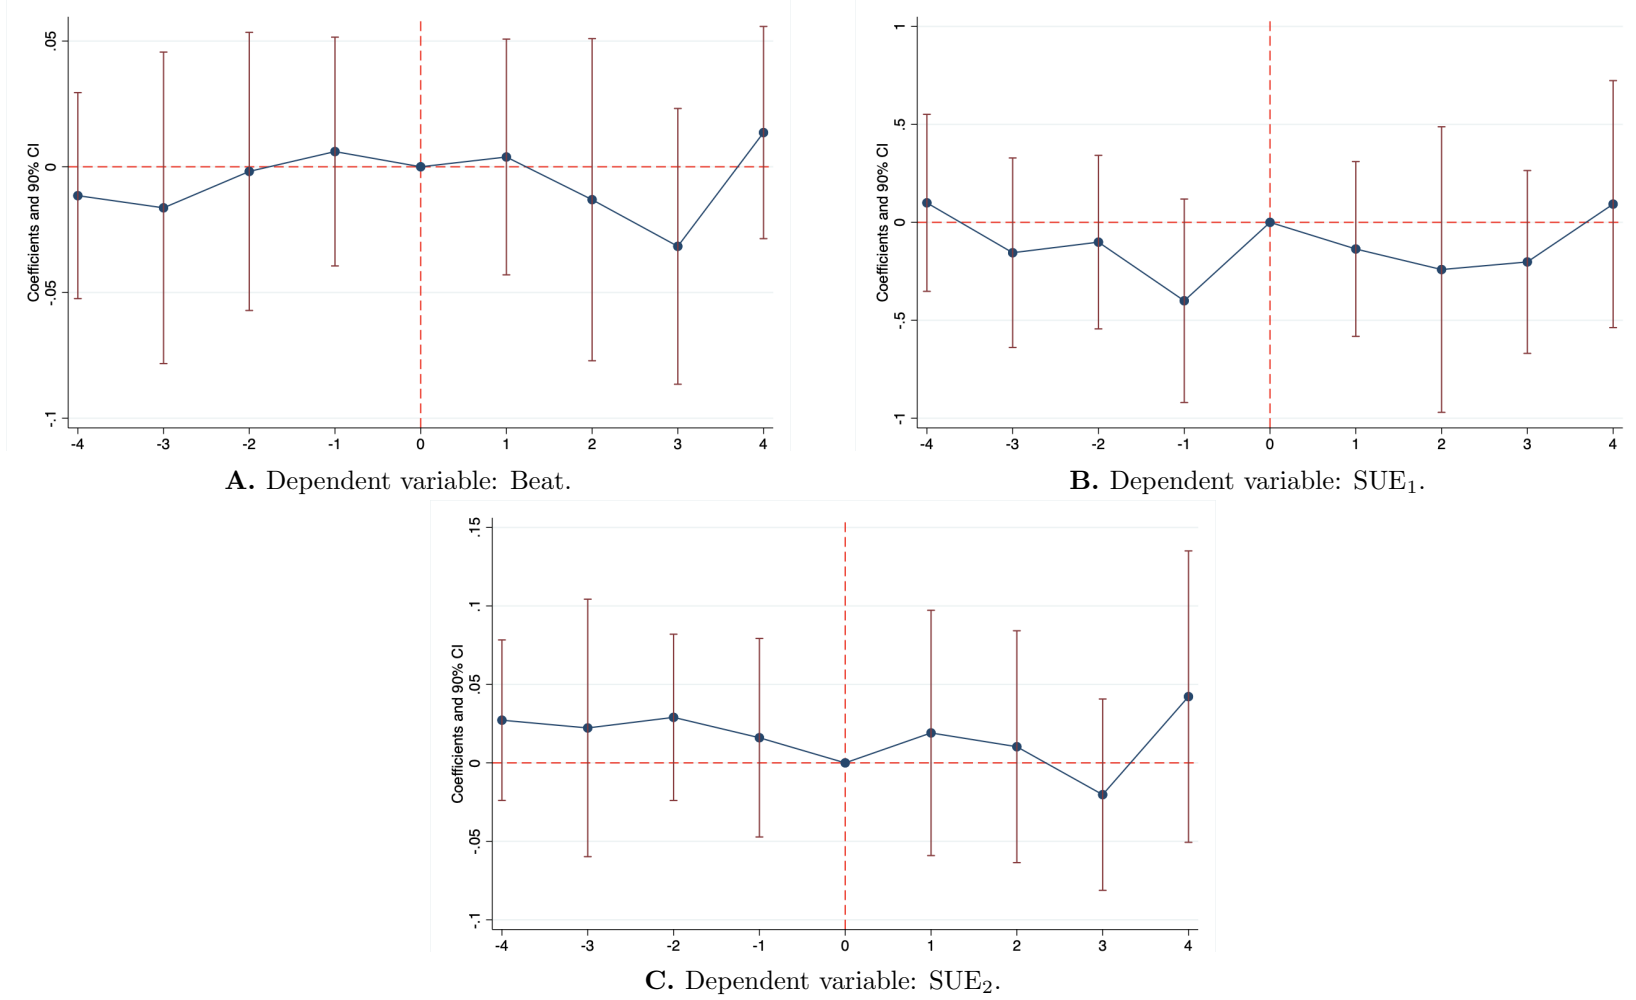 Coefficients and 90% CI
.05
0
-.05
-.1
-4 -3 -2 -1 0 1 2 3 4
A. Dependent variable: Beat.
Coefficients and 90% CI
1
.5
0
-.5
-1
-4 -3 -2 -1 0 1 2 3 4
B. Dependent variable: SUE₁.
Coefficients and 90% CI
.15
.1
.05
0
-.05
-.1
-4 -3 -2 -1 0 1 2 3 4
C. Dependent variable: SUE₂.